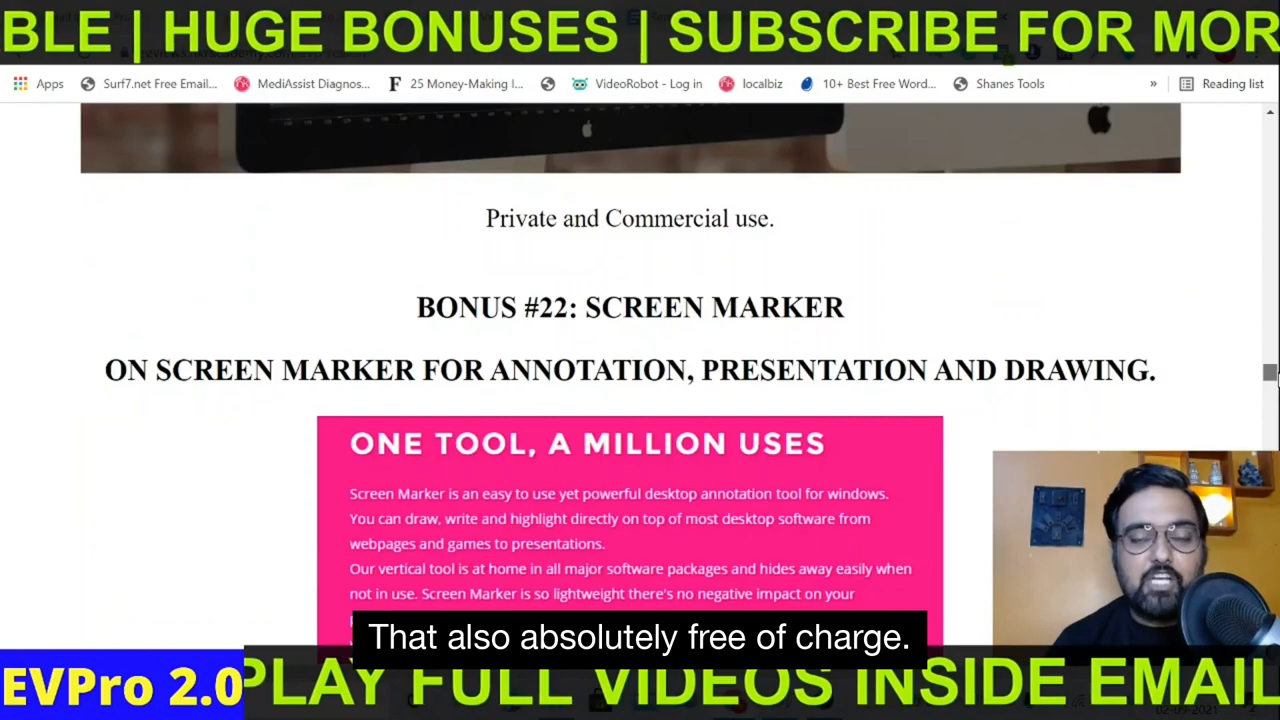 BLE | HUGE BONUSES | SUBSCRIBE FOR MOR
Apps Surf7.net Free Email... MediAssist Diagnos... 25 Money-Making I... VideoRobot - Log in localbiz 10+ Best Free Word... Shanes Tools » Reading list
Private and Commercial use.
BONUS #22: SCREEN MARKER
ON SCREEN MARKER FOR ANNOTATION, PRESENTATION AND DRAWING.
ONE TOOL, A MILLION USES
Screen Marker is an easy to use yet powerful desktop annotation tool for windows.
You can draw, write and highlight directly on top of most desktop software from
webpages and games to presentations.
Our vertical tool is at home in all major software packages and hides away easily when
not in use. Screen Marker is so lightweight there's no negative impact on your
That also absolutely free of charge.
EVPro 2.0 PLAY FULL VIDEOS INSIDE EMAIL